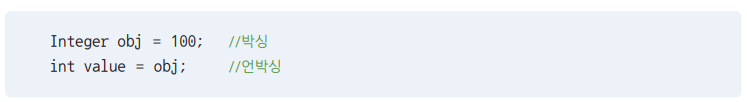 Integer obj = 100; //박싱
int value = obj; //언박싱